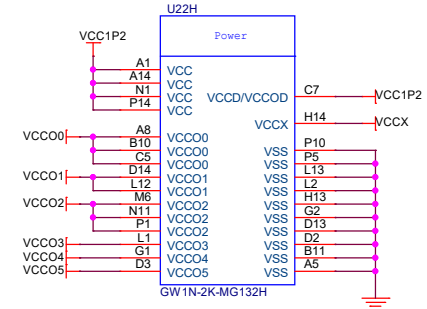 U22H
Power
VCC1P2
A1 VCC
A14 VCC
N1 VCC
P14 VCC
VCCD/VCCOD C7 VCC1P2
VCCX H14 VCCX
VCCO0 A8 VCCO0
B10 VCCO0
C5 VCCO0
VCCO1 D14 VCCO1
L12 VCCO1
VCCO2 M6 VCCO2
N11 VCCO2
P1 VCCO2
VCCO3 L1 VCCO3
VCCO4 G1 VCCO4
VCCO5 D3 VCCO5
VSS P10
VSS P5
VSS L13
VSS L2
VSS H13
VSS G2
VSS D13
VSS D2
VSS B11
VSS A5
GW1N-2K-MG132H